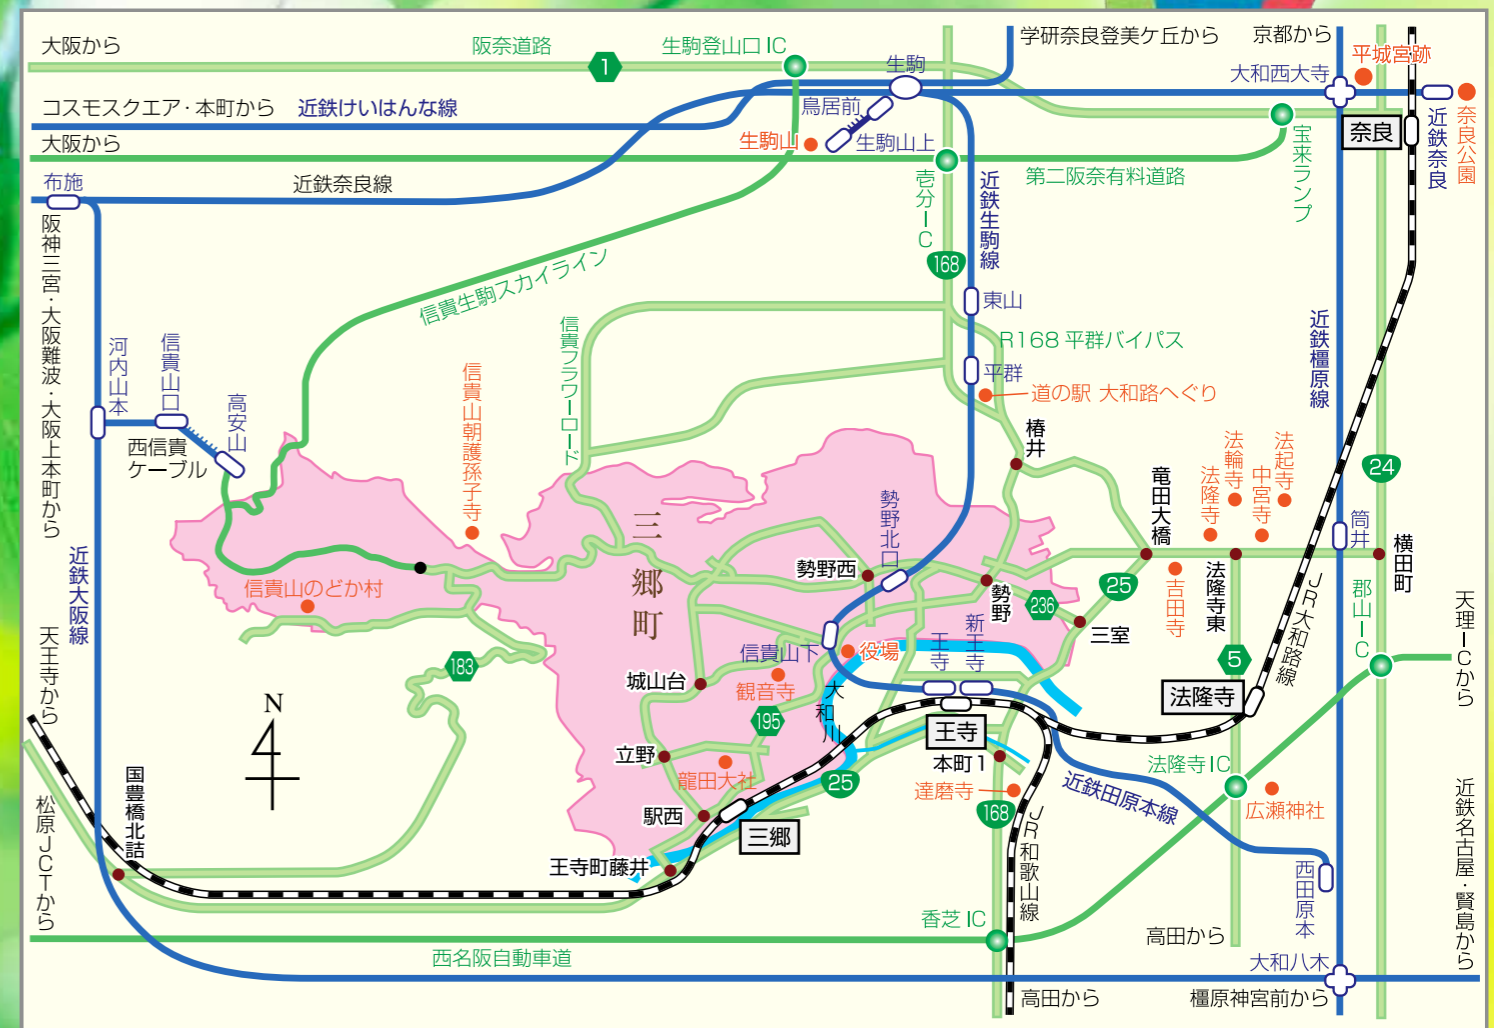 大阪から
阪奈道路
1
生駒登山口IC
生駒
学研奈良登美ケ丘から
京都から
平城宮跡
大和西大寺
コスモスクエア・本町から
近鉄けいはんな線
鳥居前
大阪から
生駒山
生駒山上
宝来ランプ
奈良
近鉄奈良
奈良公園
布施
近鉄奈良線
壱分IC
近鉄生駒線
第二阪奈有料道路
168
阪神三宮・大阪難波・大阪上本町から
信貴生駒スカイライン
東山
信貴フラワーロード
R168 平群バイパス
近鉄橿原線
河内山本
信貴山口
高安山
西信貴
ケーブル
信貴山朝護孫子寺
平群
道の駅 大和路へぐり
椿井
竜田大橋
法隆寺
法輪寺
中宮寺
法起寺
24
勢野北口
三郷町
筒井
横田町
近鉄大阪線
信貴山のどか村
勢野西
勢野
236
25
吉田寺
法隆寺東
JR大和路線
郡山IC
天理ICから
天王寺から
183
信貴山下
役場
王寺
新王寺
三室
5
城山台
観音寺
大和川
195
法隆寺
N
立野
龍田大社
王寺
本町1
法隆寺IC
国豊橋北詰
松原JCTから
駅西
三郷
25
達磨寺
168
近鉄田原本線
広瀬神社
近鉄名古屋・賢島から
王寺町藤井
JR和歌山線
西田原本
香芝IC
高田から
西名阪自動車道
大和八木
高田から
橿原神宮前から